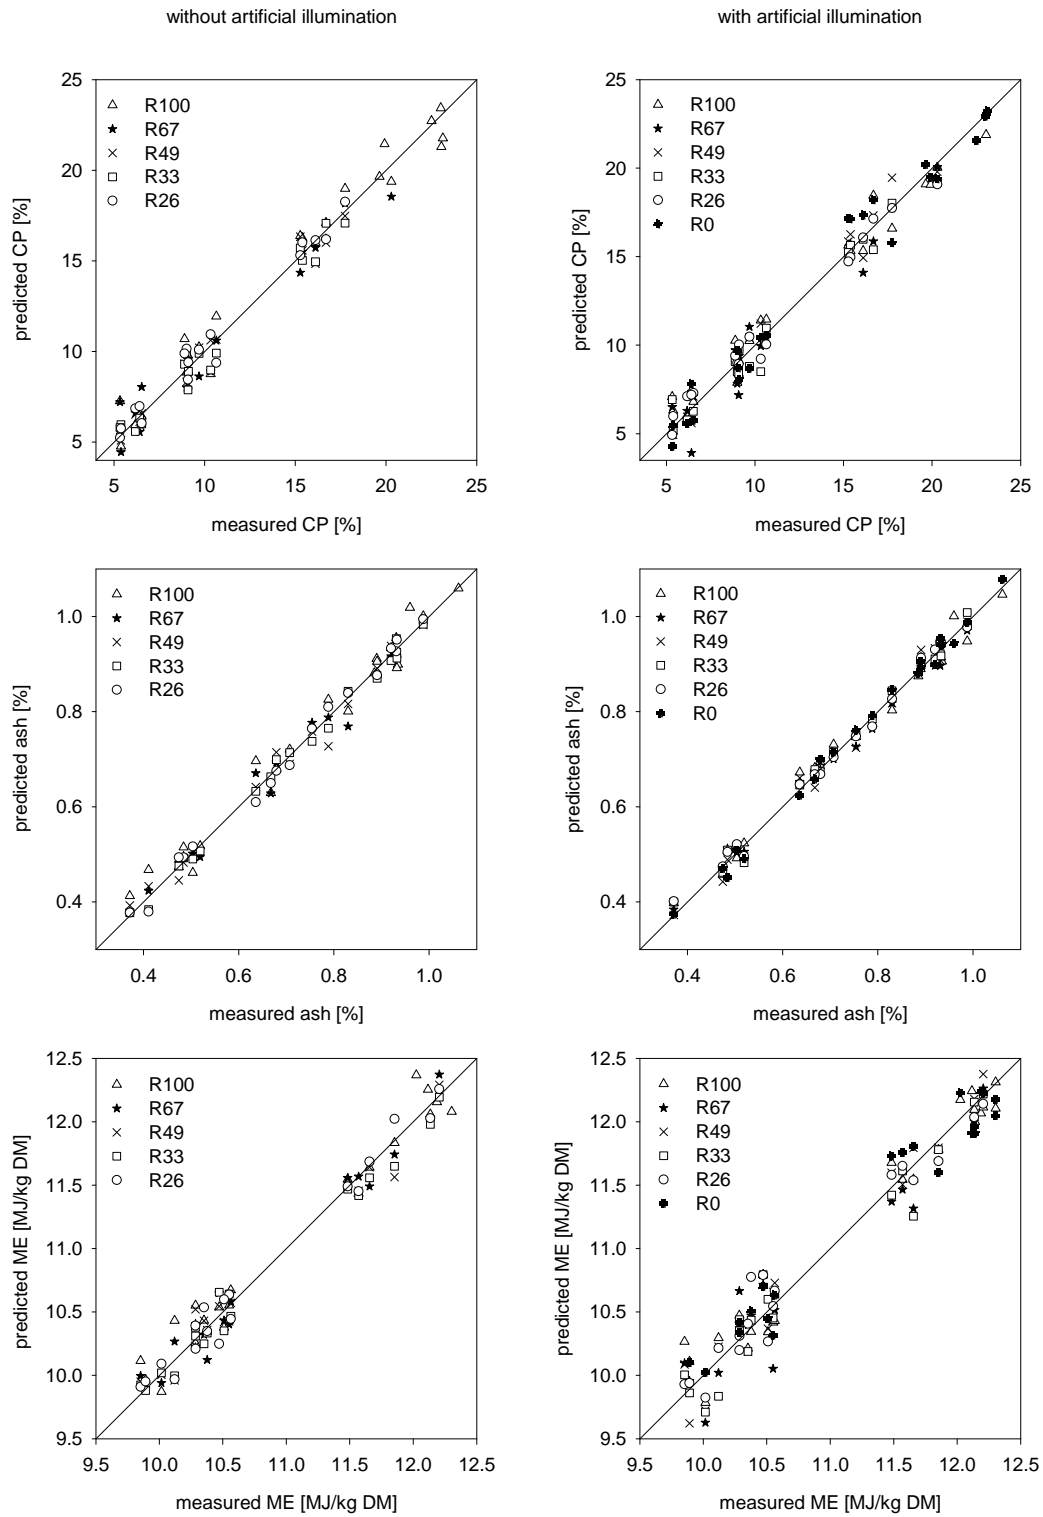 without artificial illumination
with artificial illumination
25
20
15
10
5
predicted CP [%]
R100
R67
R49
R33
R26
5 10 15 20 25
measured CP [%]
25
20
15
10
5
predicted CP [%]
R100
R67
R49
R33
R26
R0
5 10 15 20 25
measured CP [%]
1.0
0.8
0.6
0.4
predicted ash [%]
R100
R67
R49
R33
R26
0.4 0.6 0.8 1.0
measured ash [%]
1.0
0.8
0.6
0.4
predicted ash [%]
R100
R67
R49
R33
R26
R0
0.4 0.6 0.8 1.0
measured ash [%]
12.5
12.0
11.5
11.0
10.5
10.0
9.5
predicted ME [MJ/kg DM]
R100
R67
R49
R33
R26
9.5 10.0 10.5 11.0 11.5 12.0 12.5
measured ME [MJ/kg DM]
12.5
12.0
11.5
11.0
10.5
10.0
9.5
predicted ME [MJ/kg DM]
R100
R67
R49
R33
R26
R0
9.5 10.0 10.5 11.0 11.5 12.0 12.5
measured ME [MJ/kg DM]